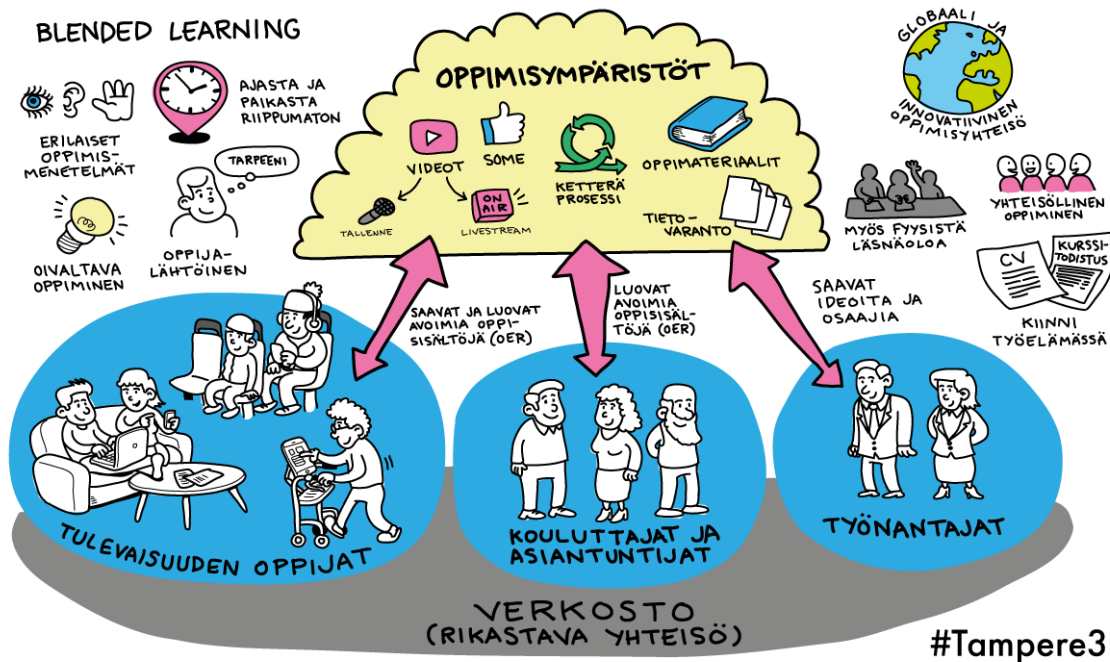 BLENDED LEARNING
ERILAISET
OPPIMIS-
MENETELMÄT
AJASTA JA
PAIKASTA
RIIPPUMATON
TARPEENI
OIVALTAVA
OPPIMINEN
OPPIJA-
LÄHTÖINEN
OPPIMISYMPÄRISTÖT
VIDEOT
SOME
TALLENNE
ON
AIR
LIVESTREAM
KETTERÄ
PROSESSI
OPPIMATERIAALIT
TIETO-
VARANTO
GLOBAALI JA
INNOVATIIVINEN
OPPIMISYHTEISÖ
MYÖS FYYSISTÄ
LÄSNÄOLOA
YHTEISÖLLINEN
OPPIMINEN
CV
KURSSI-
TODISTUS
KIINNI
TYÖELÄMÄSSÄ
SAAVAT JA LUOVAT
AVOIMIA OPPI-
SISÄLTÖJÄ (OER)
LUOVAT
AVOIMIA
OPPISISÄL-
TÖJÄ (OER)
SAAVAT
IDEOITA JA
OSAAJIA
TULEVAISUUDEN OPPIJAT
KOULUTTAJAT JA
ASIANTUNTIJAT
TYÖNANTAJAT
VERKOSTO
(RIKASTAVA YHTEISÖ)
#Tampere3